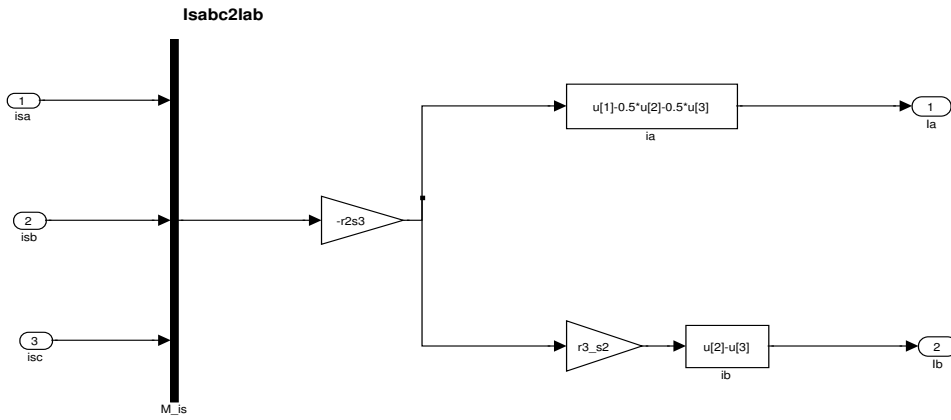 Isabc2Iab
1
isa
2
isb
3
isc
M_is
-r2s3
u[1]-0.5*u[2]-0.5*u[3]
ia
1
Ia
r3_s2
u[2]-u[3]
ib
2
Ib